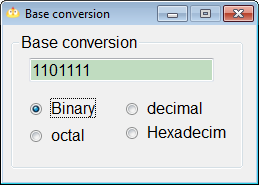 Base conversion
Base conversion
1101111
Binary decimal
octal Hexadecim